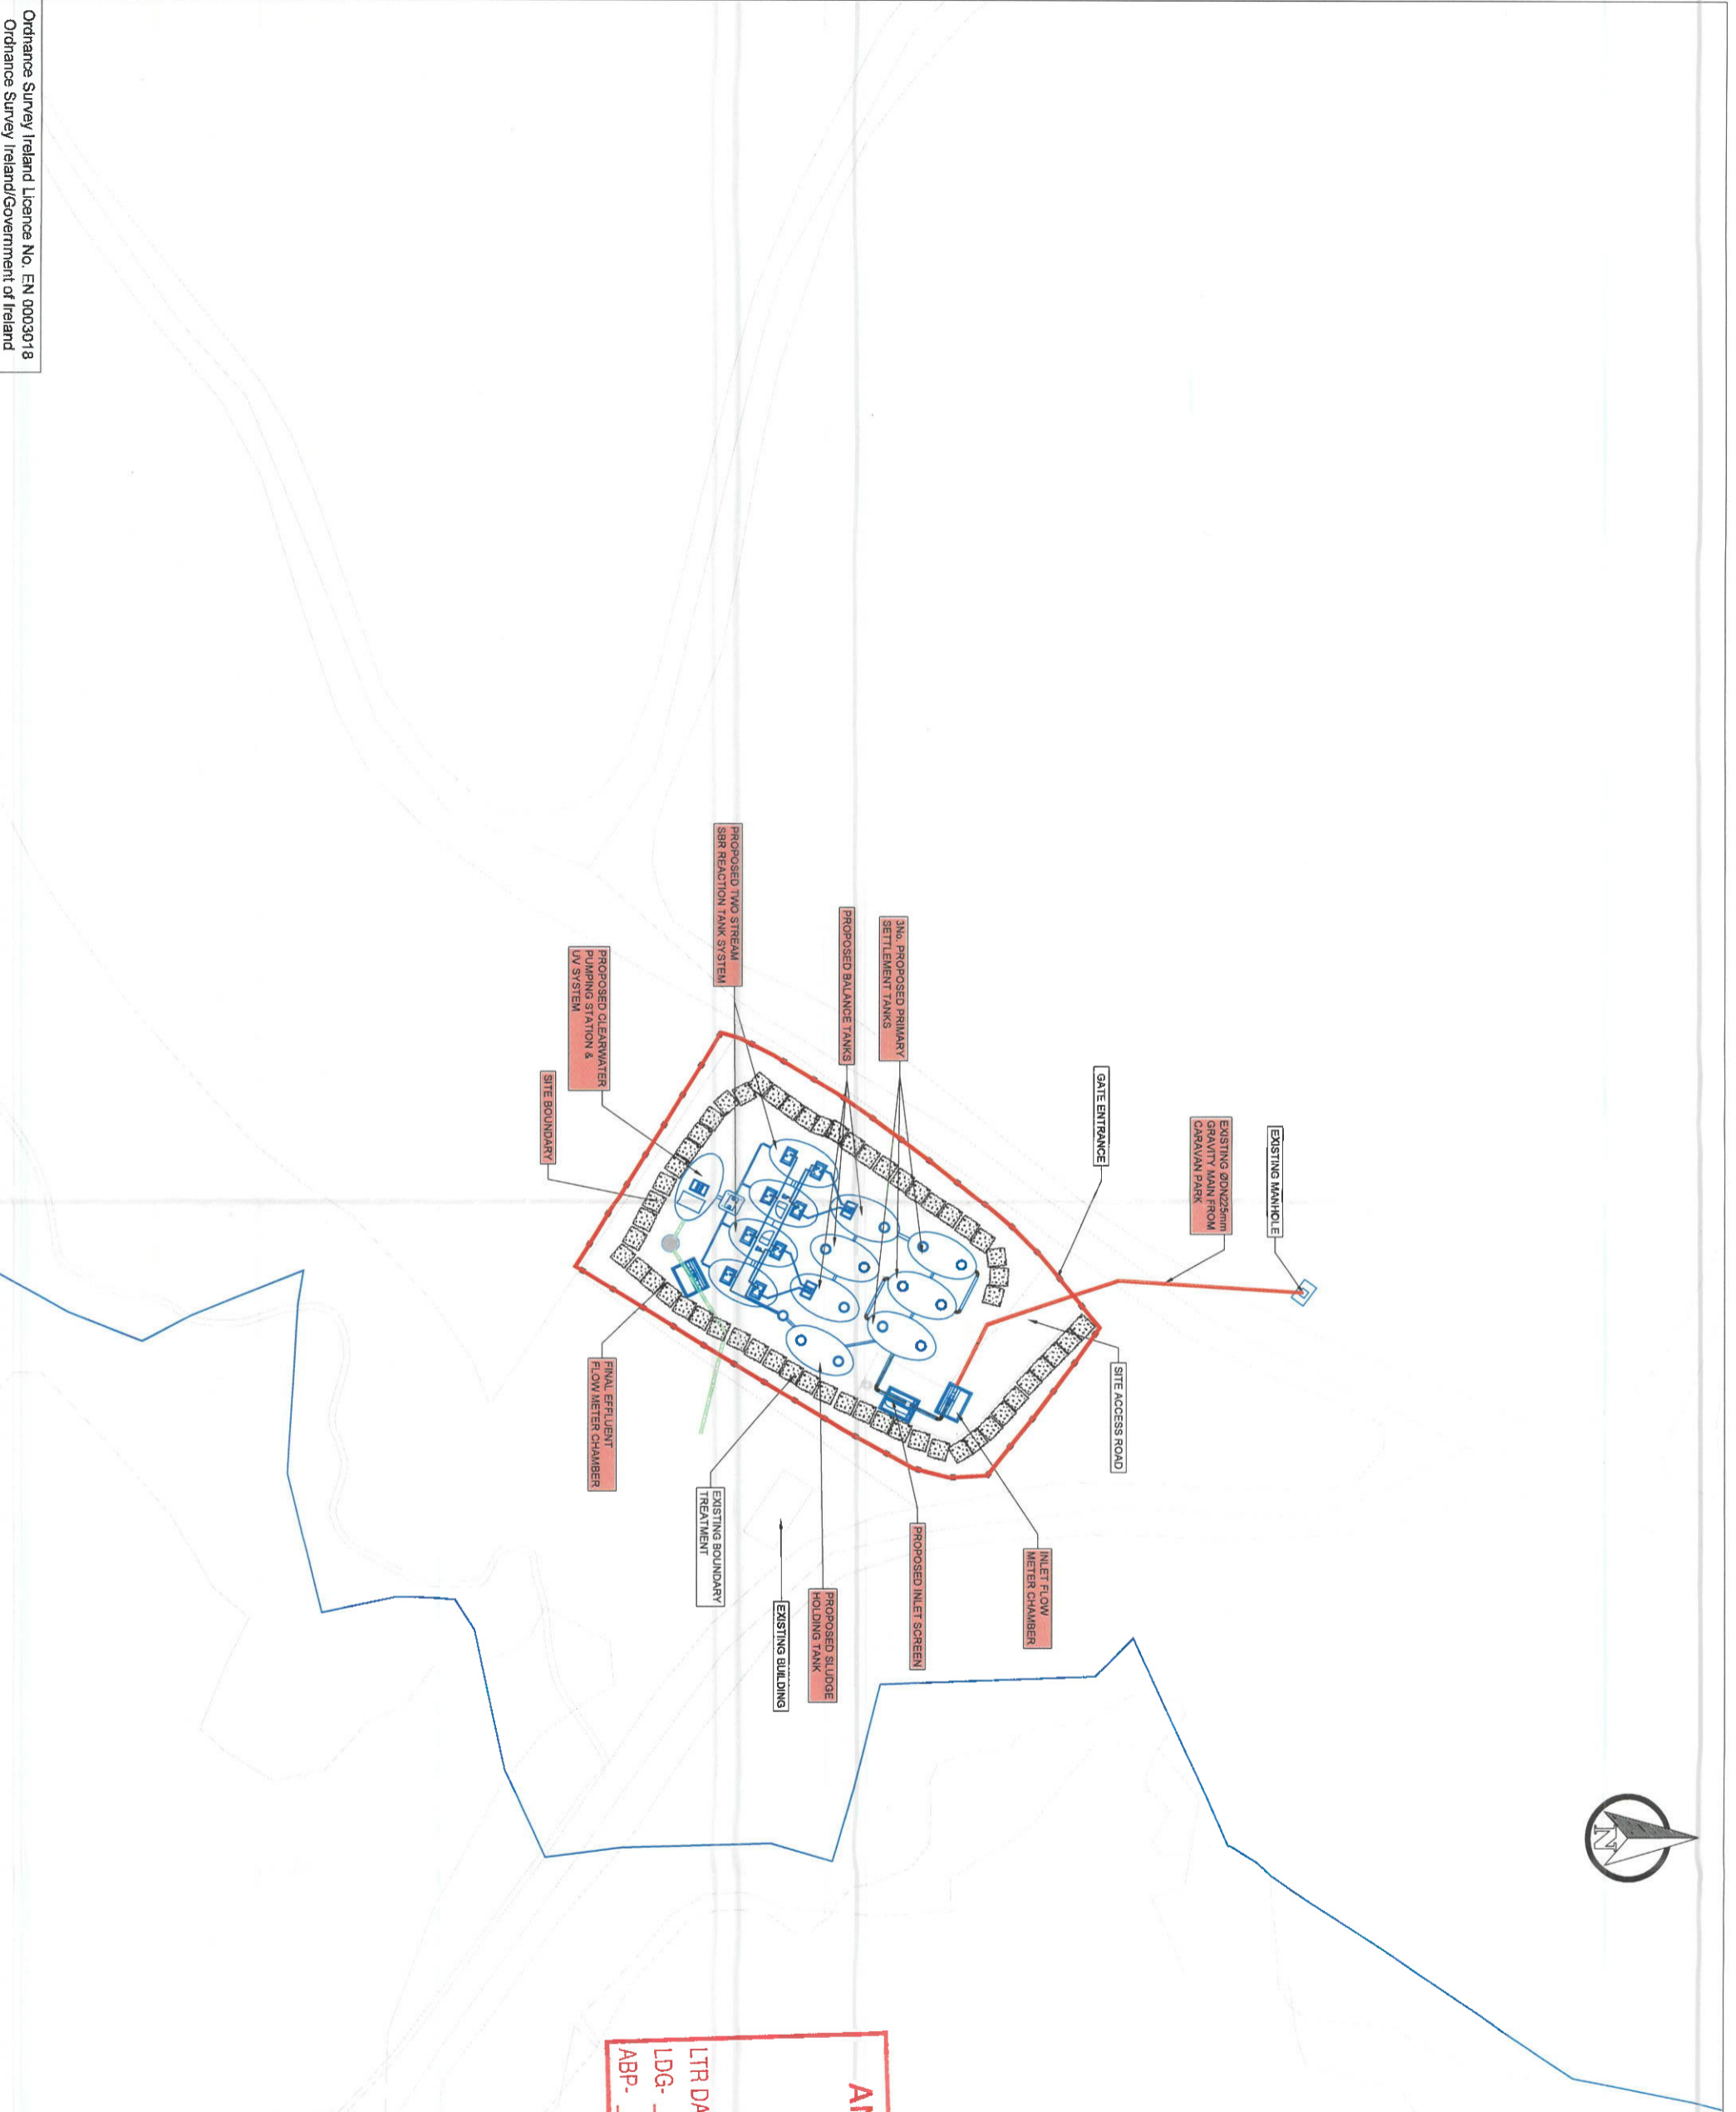 EXISTING MANHOLE
EXISTING ØDN225mm
GRAVITY MAIN FROM
CARAVAN PARK
GATE ENTRANCE
SITE ACCESS ROAD
3No. PROPOSED PRIMARY
SETTLEMENT TANKS
PROPOSED BALANCE TANKS
PROPOSED TWO STREAM
SBR REACTION TANK SYSTEM
PROPOSED CLEARWATER
PUMPING STATION &
UV SYSTEM
SITE BOUNDARY
INLET FLOW
METER CHAMBER
PROPOSED INLET SCREEN
PROPOSED SLUDGE
HOLDING TANK
EXISTING BUILDING
EXISTING BOUNDARY
TREATMENT
FINAL EFFLUENT
FLOW METER CHAMBER
N
LTR DA
LDG-
ABP-
Ordnance Survey Ireland Licence No. EN 0003018
Ordnance Survey Ireland/Government of Ireland